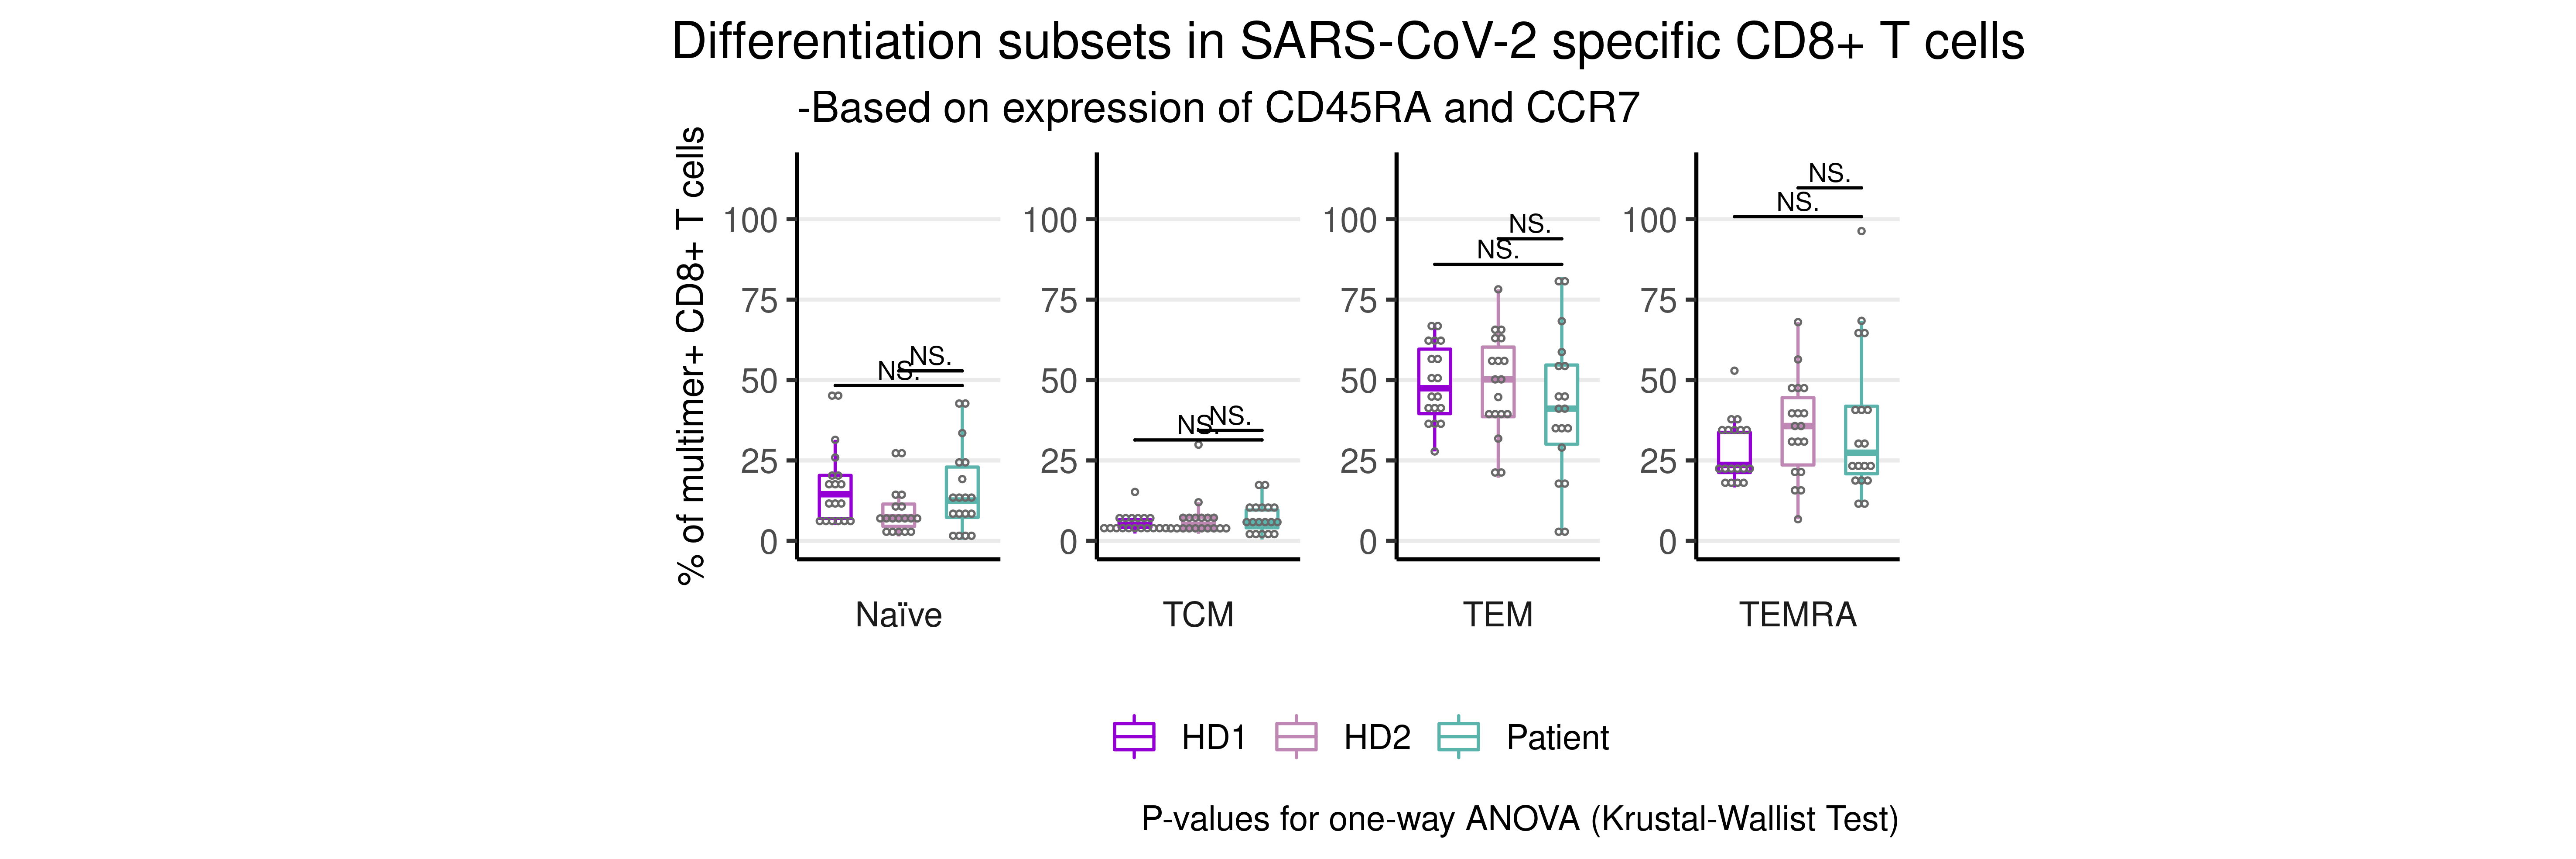 Differentiation subsets in SARS-CoV-2 specific CD8+ T cells
-Based on expression of CD45RA and CCR7
% of multimer+ CD8+ T cells
100
75
50
25
0
NS.
NS.
Naïve
100
75
50
25
0
NS.
NS.
TCM
100
75
50
25
0
NS.
NS.
TEM
100
75
50
25
0
NS.
NS.
TEMRA
HD1 HD2 Patient
P-values for one-way ANOVA (Krustal-Wallist Test)